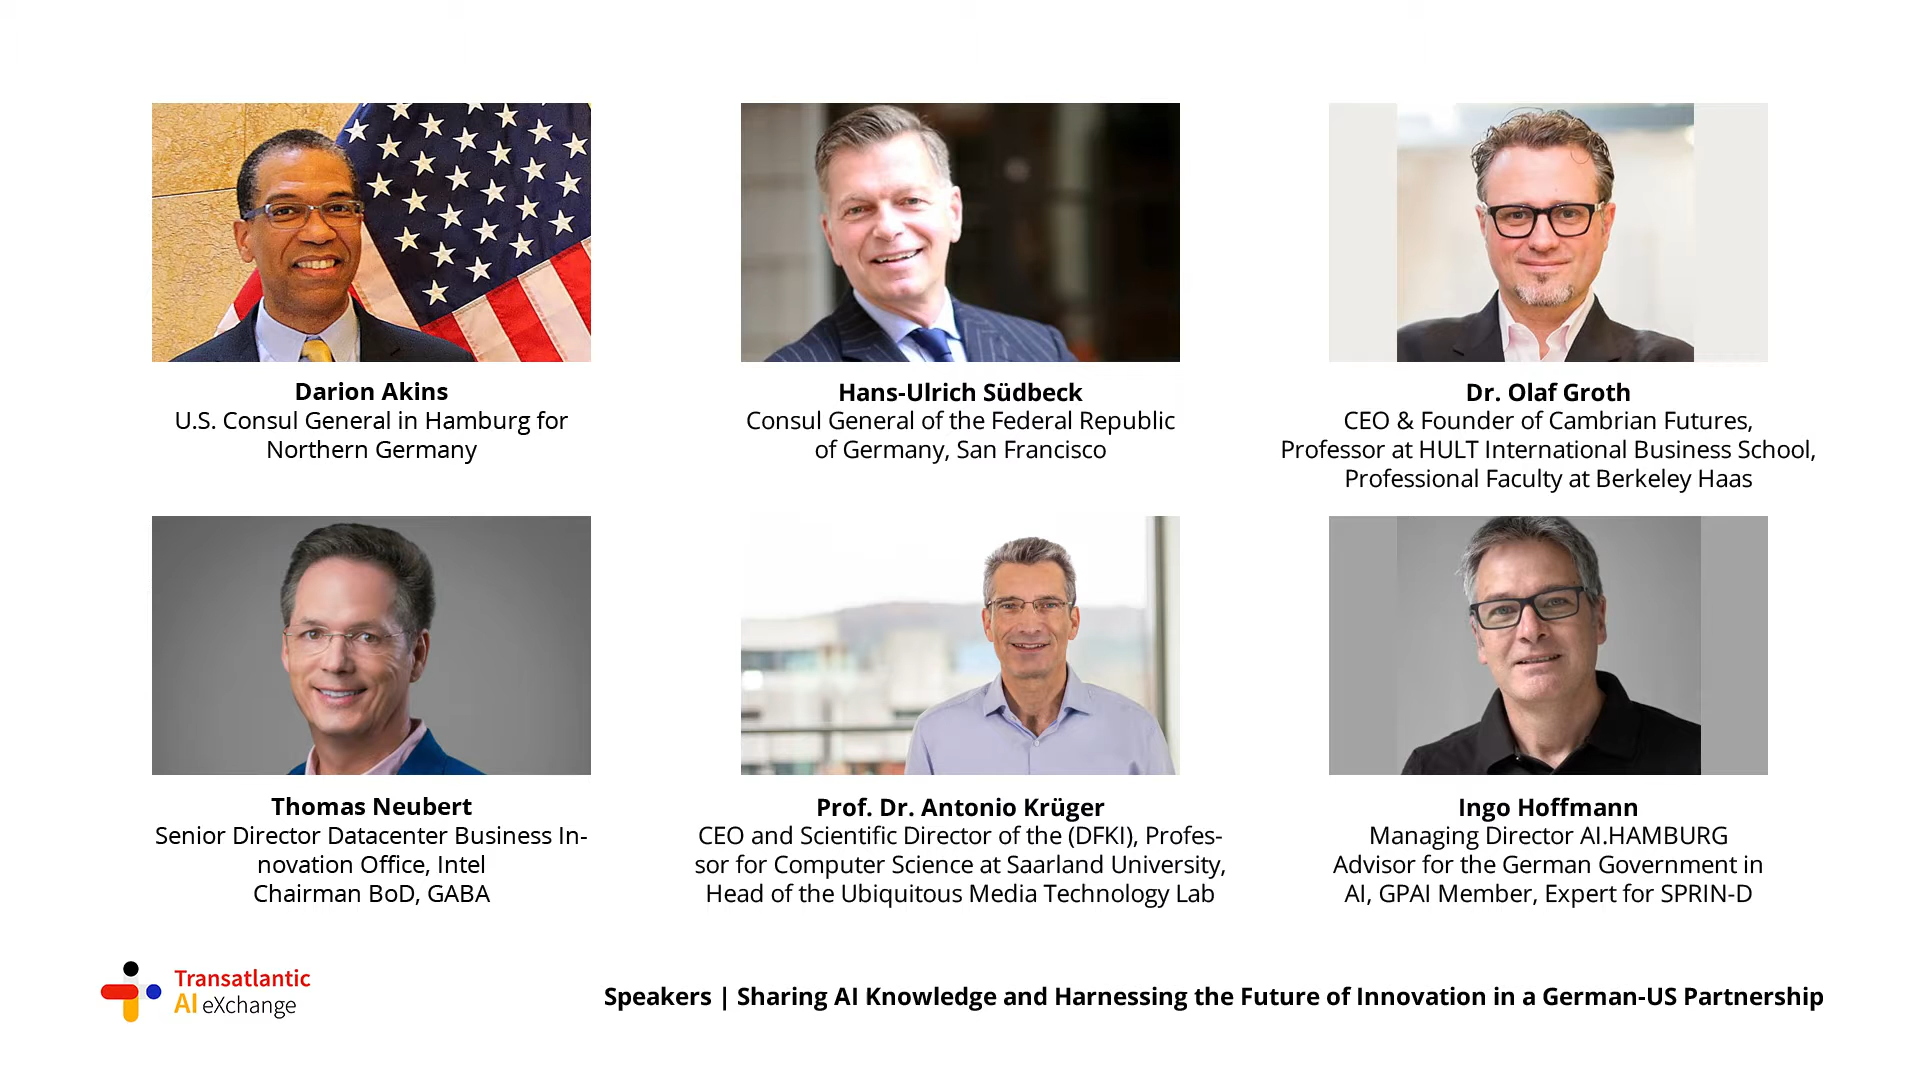 Darion Akins
U.S. Consul General in Hamburg for
Northern Germany
Hans-Ulrich Südbeck
Consul General of the Federal Republic
of Germany, San Francisco
Dr. Olaf Groth
CEO & Founder of Cambrian Futures,
Professor at HULT International Business School,
Professional Faculty at Berkeley Haas
Thomas Neubert
Senior Director Datacenter Business In-
novation Office, Intel
Chairman BoD, GABA
Prof. Dr. Antonio Krüger
CEO and Scientific Director of the (DFKI), Profes-
sor for Computer Science at Saarland University,
Head of the Ubiquitous Media Technology Lab
Ingo Hoffmann
Managing Director AI.HAMBURG
Advisor for the German Government in
AI, GPAI Member, Expert for SPRIN-D
Transatlantic
AI eXchange
Speakers | Sharing AI Knowledge and Harnessing the Future of Innovation in a German-US Partnership